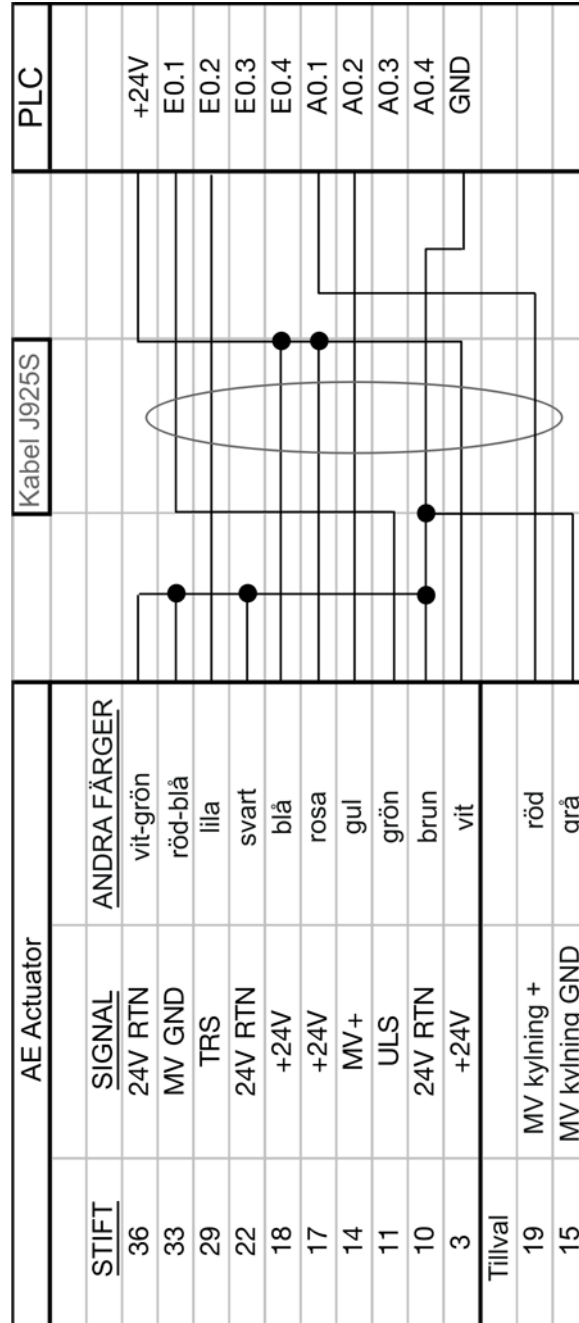 AE Actuator
Kabel J925S
PLC
STIFT SIGNAL ANDRA FÄRGER
36 24V RTN vit-grön +24V
33 MV GND röd-blå E0.1
29 TRS lila E0.2
22 24V RTN svart E0.3
18 +24V blå E0.4
17 +24V rosa A0.1
14 MV+ gul A0.2
11 ULS grön A0.3
10 24V RTN brun A0.4
3 +24V vit GND
Tillval
19 MV kylning + röd
15 MV kylning GND grå